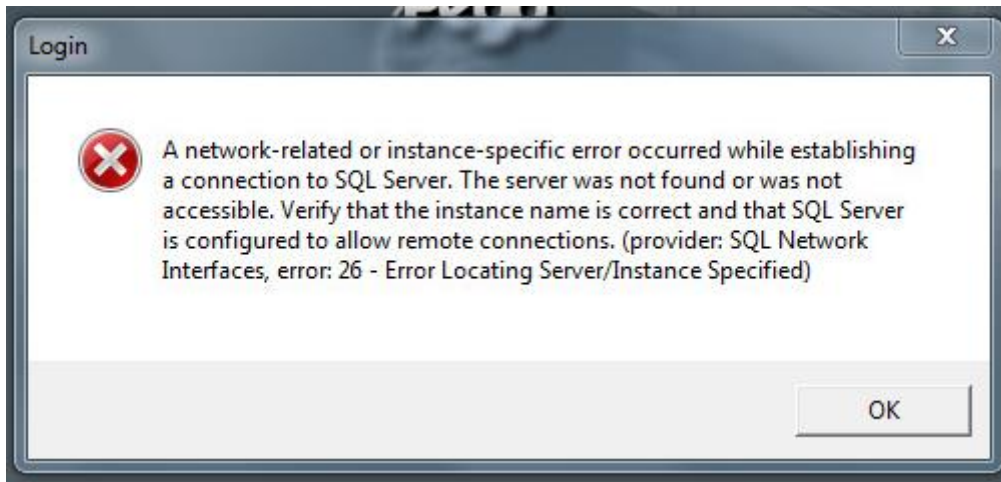 Login
A network-related or instance-specific error occurred while establishing
a connection to SQL Server. The server was not found or was not
accessible. Verify that the instance name is correct and that SQL Server
is configured to allow remote connections. (provider: SQL Network
Interfaces, error: 26 - Error Locating Server/Instance Specified)
OK